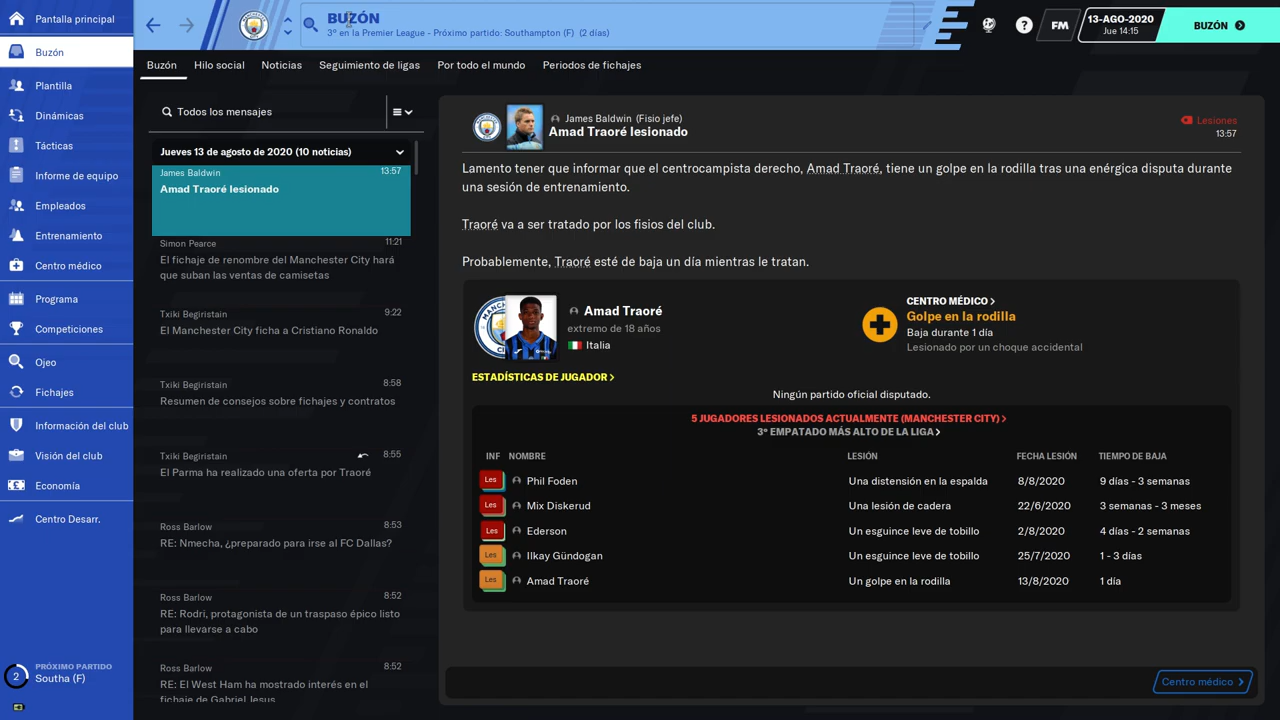 Pantalla principal
Buzón
Plantilla
Dinámicas
Tácticas
Informe de equipo
Empleados
Entrenamiento
Centro médico
Programa
Competiciones
Ojeo
Fichajes
Información del club
Visión del club
Economía
Centro Desarr.
2
PRÓXIMO PARTIDO
Southa (F)
BUZÓN
3º en la Premier League - Próximo partido: Southampton (F) (2 días)
?
FM
13-AGO-2020
Jue 14:15
BUZÓN
Buzón
Hilo social
Noticias
Seguimiento de ligas
Por todo el mundo
Periodos de fichajes
Todos los mensajes
Jueves 13 de agosto de 2020 (10 noticias)
James Baldwin 13:57
Amad Traoré lesionado
Simon Pearce 11:21
El fichaje de renombre del Manchester City hará
que suban las ventas de camisetas
Txiki Begiristain 9:22
El Manchester City ficha a Cristiano Ronaldo
Txiki Begiristain 8:58
Resumen de consejos sobre fichajes y contratos
Txiki Begiristain 8:55
El Parma ha realizado una oferta por Traoré
Ross Barlow 8:53
RE: Nmecha, ¿preparado para irse al FC Dallas?
Ross Barlow 8:52
RE: Rodri, protagonista de un traspaso épico listo
para llevarse a cabo
Ross Barlow 8:52
RE: El West Ham ha mostrado interés en el
fichaje de Gabriel Jesus
James Baldwin (Fisio jefe)
Amad Traoré lesionado
Lesiones
13:57
Lamento tener que informar que el centrocampista derecho, Amad Traoré, tiene un golpe en la rodilla tras una enérgica disputa durante
una sesión de entrenamiento.
Traoré va a ser tratado por los fisios del club.
Probablemente, Traoré esté de baja un día mientras le tratan.
Amad Traoré
extremo de 18 años
Italia
CENTRO MÉDICO >
Golpe en la rodilla
Baja durante 1 día
Lesionado por un choque accidental
ESTADÍSTICAS DE JUGADOR >
Ningún partido oficial disputado.
5 JUGADORES LESIONADOS ACTUALMENTE (MANCHESTER CITY) >
3º EMPATADO MÁS ALTO DE LA LIGA >
INF NOMBRE LESIÓN FECHA LESIÓN TIEMPO DE BAJA
Les Phil Foden Una distensión en la espalda 8/8/2020 9 días - 3 semanas
Les Mix Diskerud Una lesión de cadera 22/6/2020 3 semanas - 3 meses
Les Ederson Un esguince leve de tobillo 2/8/2020 4 días - 2 semanas
Les Ilkay Gündogan Un esguince leve de tobillo 25/7/2020 1 - 3 días
Les Amad Traoré Un golpe en la rodilla 13/8/2020 1 día
Centro médico >